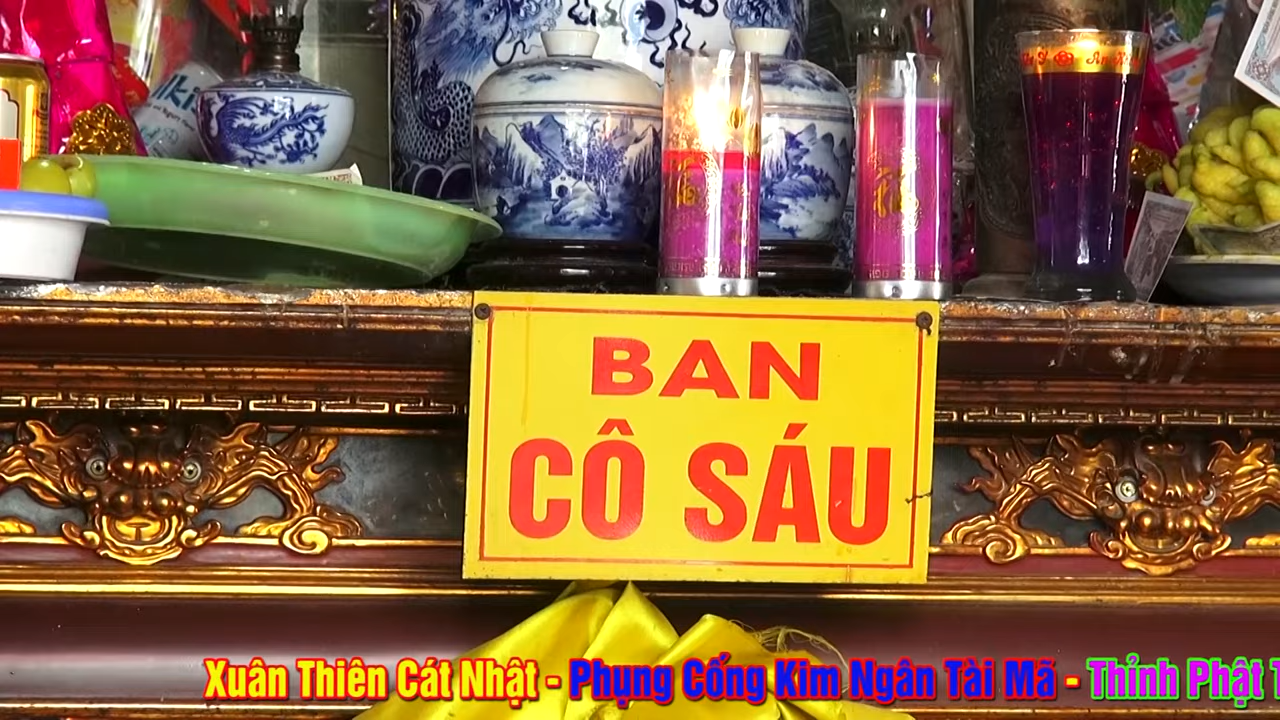 BAN
CÔ SÁU
Xuân Thiên Cát Nhật - Phụng Cống Kim Ngân Tài Mã - Thỉnh Phật